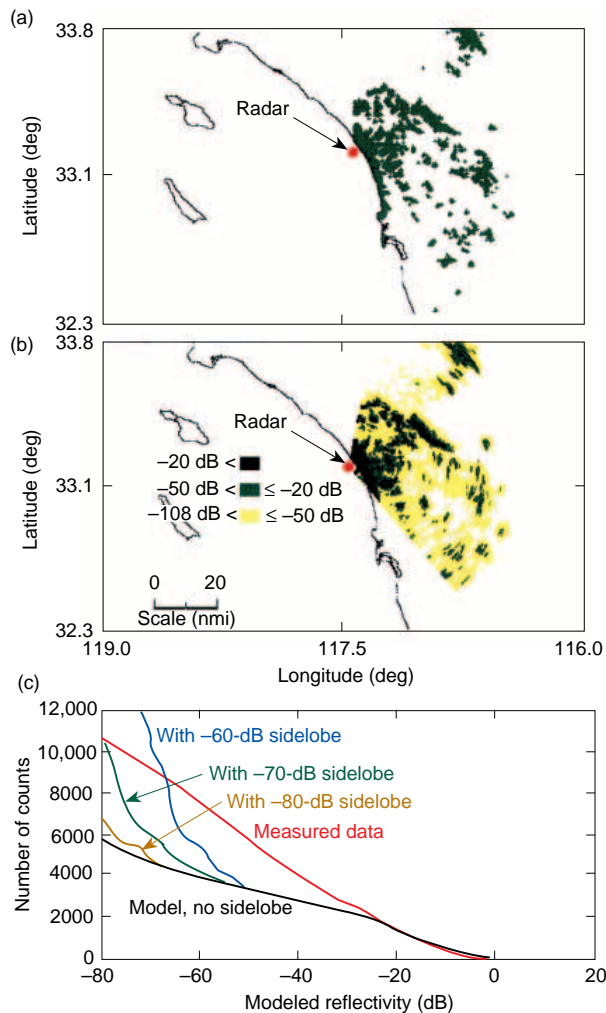 (a)
33.8
Radar
33.1
Latitude (deg)
32.3
(b)
33.8
Radar
–20 dB <
–50 dB < ≤ –20 dB
33.1
–108 dB < ≤ –50 dB
Latitude (deg)
0 20
Scale (nmi)
32.3
119.0 117.5 116.0
Longitude (deg)
(c)
12,000
With –60-dB sidelobe
10,000
With –70-dB sidelobe
8000
With –80-dB sidelobe
6000
Measured data
4000
Model, no sidelobe
2000
0
Number of counts
–80 –60 –40 –20 0 20
Modeled reflectivity (dB)